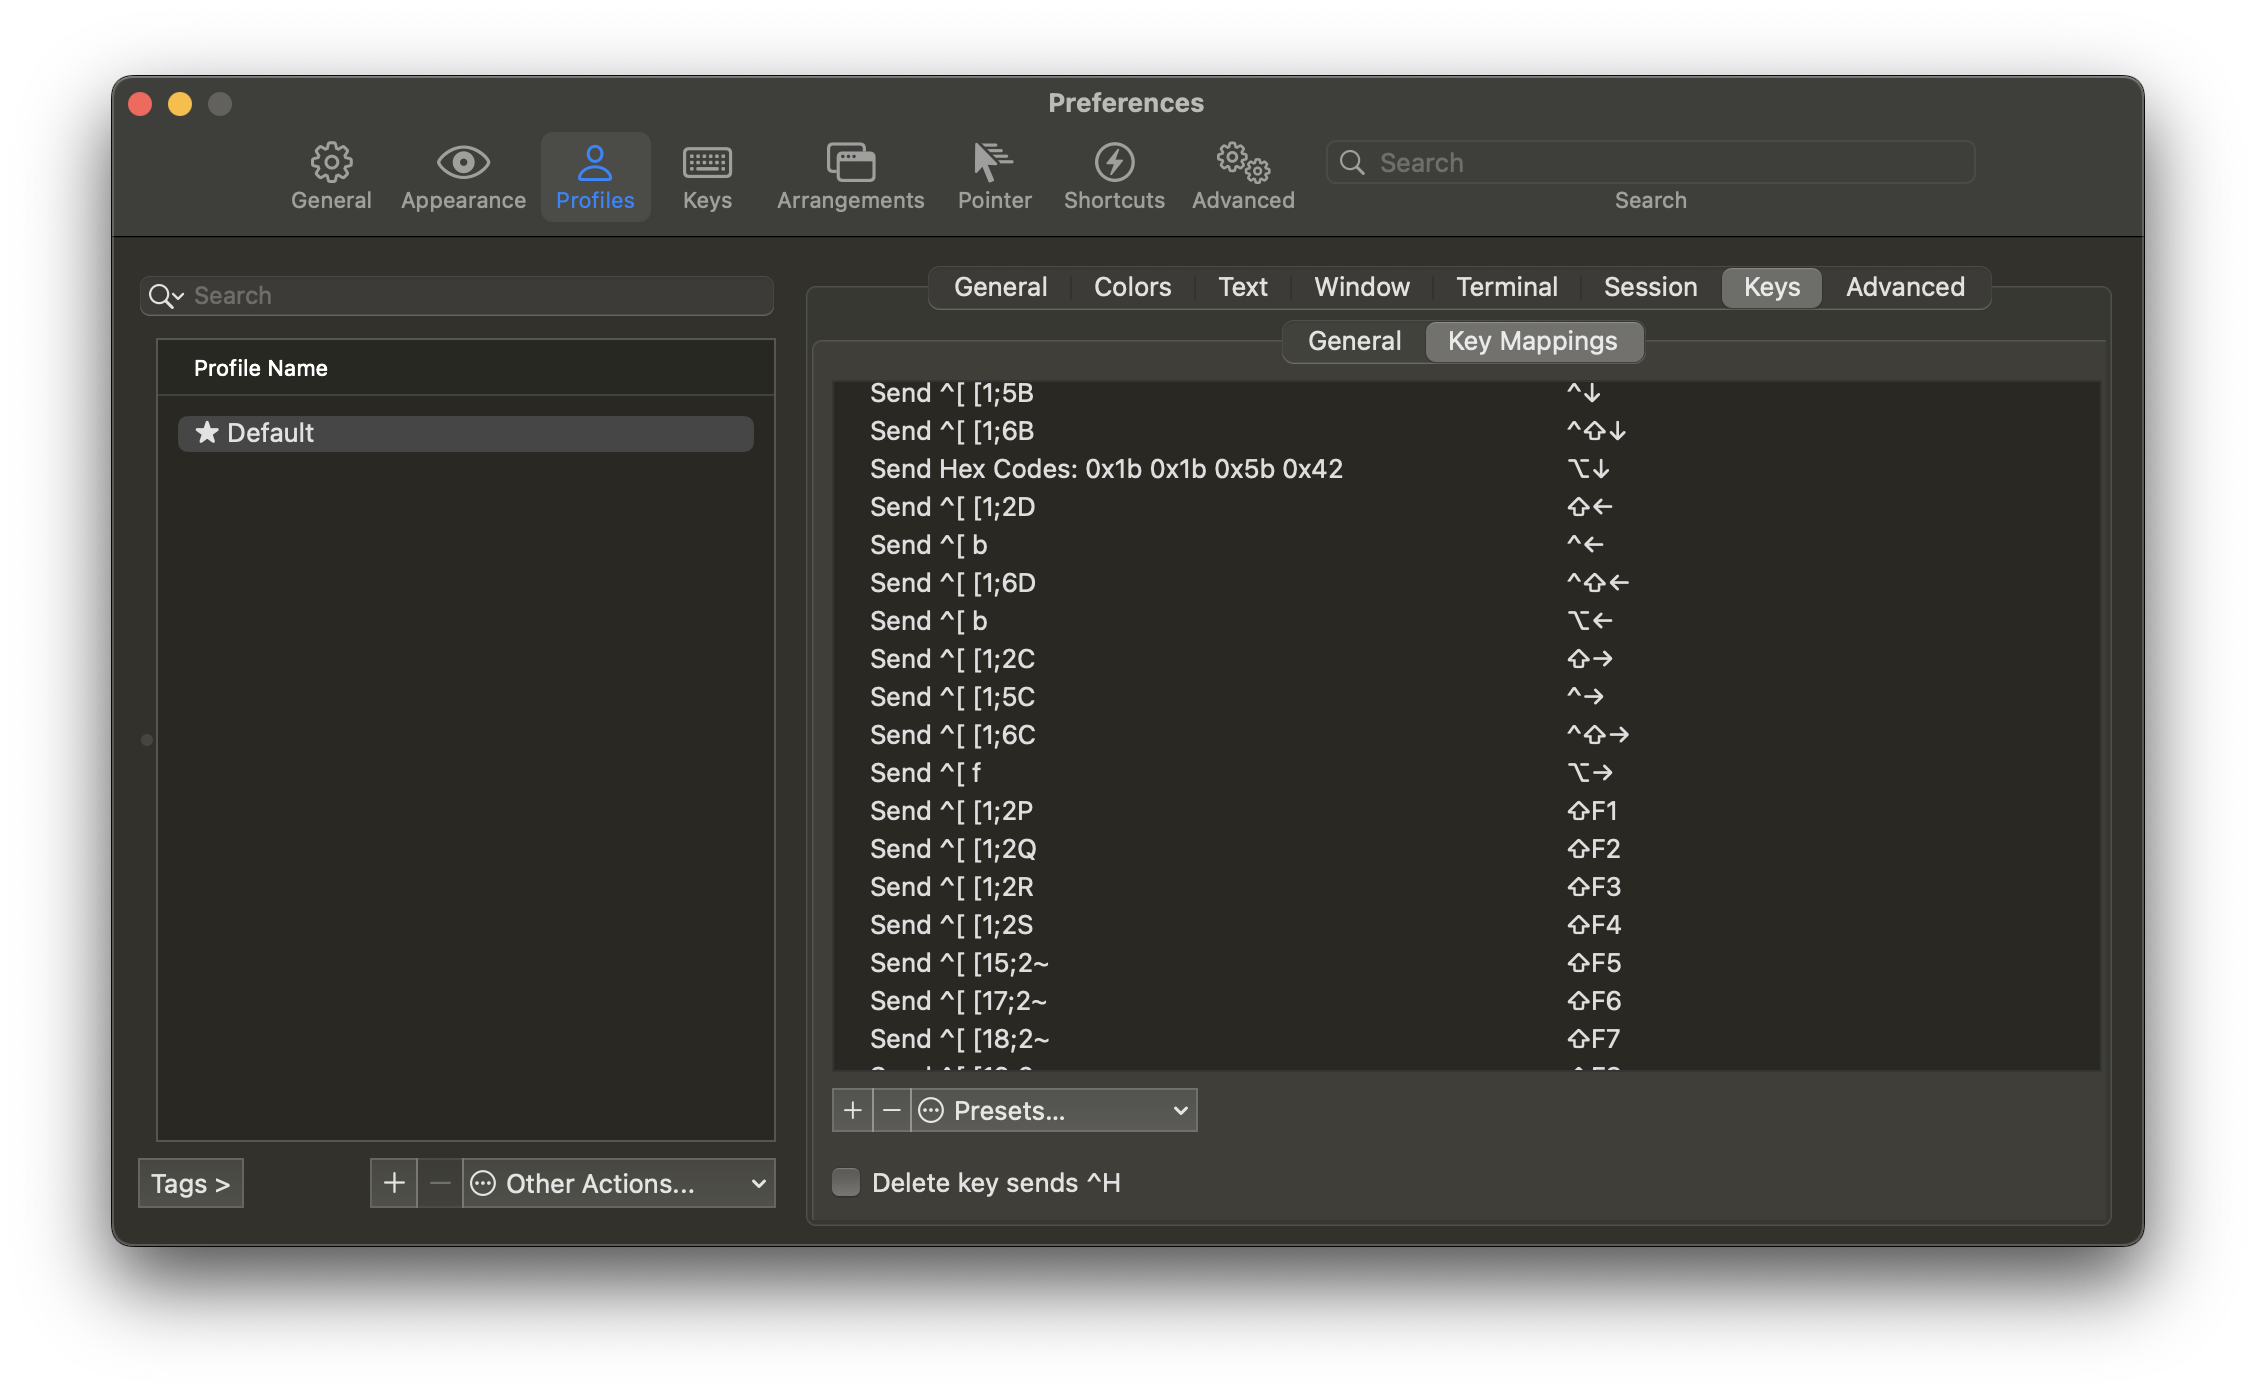 Preferences
General Appearance Profiles Keys Arrangements Pointer Shortcuts Advanced Search
Search
Search
Profile Name
★ Default
Tags >
+ − Other Actions...
General Colors Text Window Terminal Session Keys Advanced
General Key Mappings
Send ^[ [1;5B ^↓
Send ^[ [1;6B ^⇧↓
Send Hex Codes: 0x1b 0x1b 0x5b 0x42 ⌥↓
Send ^[ [1;2D ⇧←
Send ^[ b ^←
Send ^[ [1;6D ^⇧←
Send ^[ b ⌥←
Send ^[ [1;2C ⇧→
Send ^[ [1;5C ^→
Send ^[ [1;6C ^⇧→
Send ^[ f ⌥→
Send ^[ [1;2P ⇧F1
Send ^[ [1;2Q ⇧F2
Send ^[ [1;2R ⇧F3
Send ^[ [1;2S ⇧F4
Send ^[ [15;2~ ⇧F5
Send ^[ [17;2~ ⇧F6
Send ^[ [18;2~ ⇧F7
+ − Presets...
Delete key sends ^H